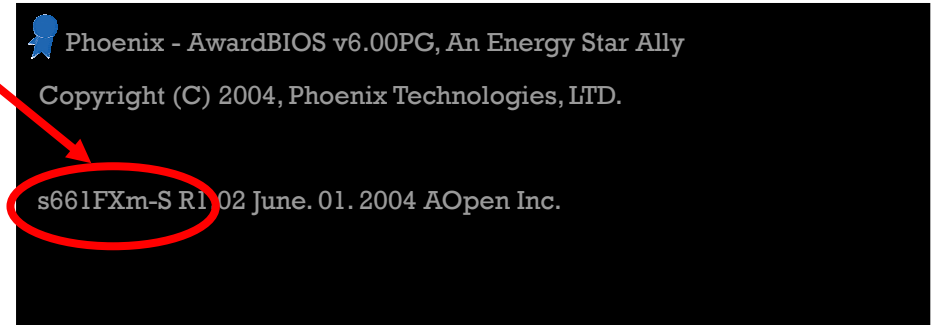 Phoenix - AwardBIOS v6.00PG, An Energy Star Ally
Copyright (C) 2004, Phoenix Technologies, LTD.
s661FXm-S R1.02 June. 01. 2004 AOpen Inc.